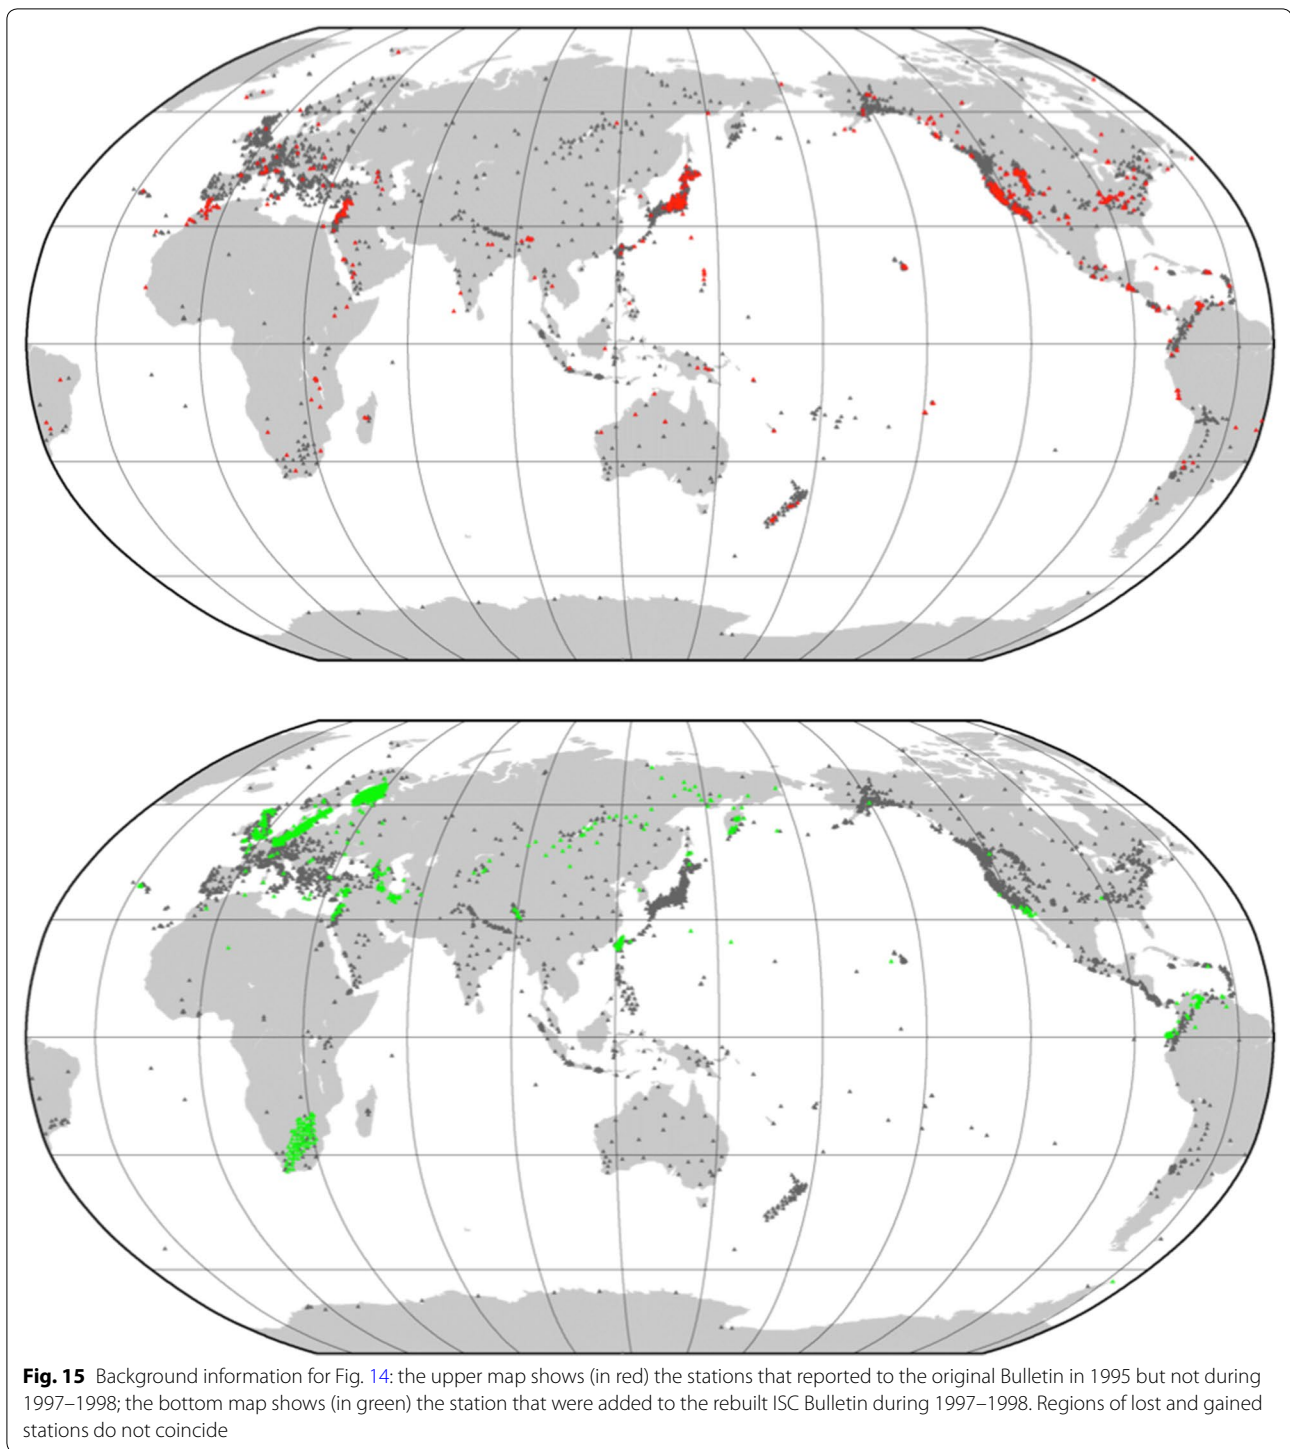 Fig. 15 Background information for Fig. 14: the upper map shows (in red) the stations that reported to the original Bulletin in 1995 but not during
1997–1998; the bottom map shows (in green) the station that were added to the rebuilt ISC Bulletin during 1997–1998. Regions of lost and gained
stations do not coincide